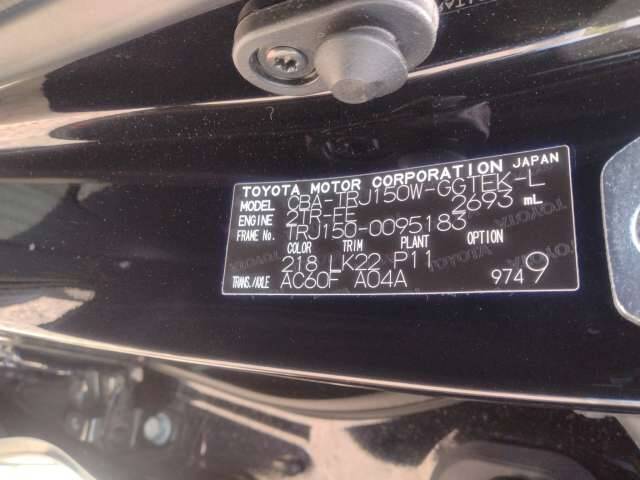 TOYOTA MOTOR CORPORATION JAPAN
MODEL CBA-TRJ150W-GGTEK-L
ENGINE 2TR-FE 2693 mL
FRAME No. TRJ150-0095183
COLOR TRIM PLANT OPTION
218 LK22 P11
TRANS./AXLE AC60F A04A 9749